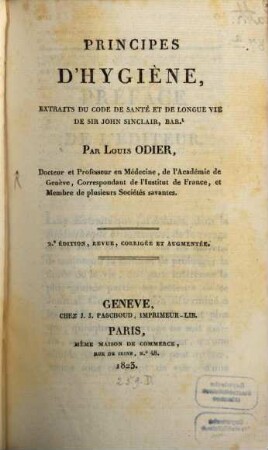 PRINCIPES
D'HYGIÈNE,
EXTRAITS DU CODE DE SANTÉ ET DE LONGUE VIE
DE SIR JOHN SINCLAIR, BAR.t
PAR LOUIS ODIER,
Docteur et Professeur en Médecine, de l'Académie de
Genève, Correspondant de l'Institut de France, et
Membre de plusieurs Sociétés savantes.
2.e ÉDITION, REVUE, CORRIGÉE ET AUGMENTÉE.
GENEVE,
CHEZ J. J. PASCHOUD, IMPRIMEUR-LIB.
PARIS,
MÊME MAISON DE COMMERCE,
RUE DE SEINE, N.° 48.
1823.